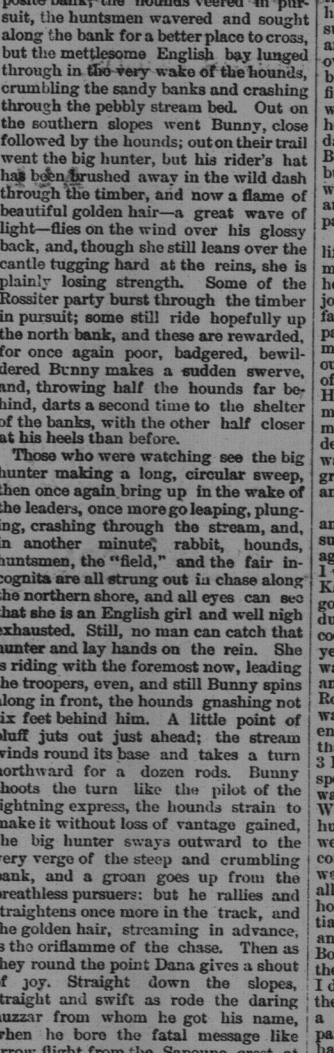 posite bank, the hounds veered in pur-
suit, the huntsmen wavered and sought
along the bank for a better place to cross,
but the mettlesome English bay lunged
through in the very wake of the hounds,
crumbling the sandy banks and crashing
through the pebbly stream bed. Out on
the southern slopes went Bunny, close
followed by the hounds; out on their trail
went the big hunter, but his rider's hat
has been brushed away in the wild dash
through the timber, and now a flame of
beautiful golden hair—a great wave of
light—flies on the wind over his glossy
back, and, though she still leans over the
cantle tugging hard at the reins, she is
plainly losing strength. Some of the
Rossiter party burst through the timber
in pursuit; some still ride hopefully up
the north bank, and these are rewarded,
for once again poor, badgered, bewil-
dered Bunny makes a sudden swerve,
and, throwing half the hounds far be-
hind, darts a second time to the shelter
of the banks, with the other half closer
at his heels than before.
Those who were watching see the big
hunter making a long, circular sweep,
then once again bring up in the wake of
the leaders, once more go leaping, plung-
ing, crashing through the stream, and,
in another minute, rabbit, hounds,
huntsmen, the "field," and the fair in-
cognita are all strung out in chase along
the northern shore, and all eyes can see
that she is an English girl and well nigh
exhausted. Still, no man can catch that
hunter and lay hands on the rein. She
is riding with the foremost now, leading
the troopers, even, and still Bunny spins
along in front, the hounds gnashing not
six feet behind him. A little point of
bluff juts out just ahead; the stream
winds round its base and takes a turn
northward for a dozen rods. Bunny
shoots the turn like the pilot of the
lightning express, the hounds strain to
make it without loss of vantage gained,
the big hunter sways outward to the
very verge of the steep and crumbling
bank, and a groan goes up from the
breathless pursuers: but he rallies and
straightens once more in the track, and
the golden hair, streaming in advance,
is the oriflamme of the chase. Then as
they round the point Dana gives a shout
of joy. Straight down the slopes,
straight and swift as rode the daring
huzzar from whom he got his name,
when he bore the fatal message like
arrow flight from the